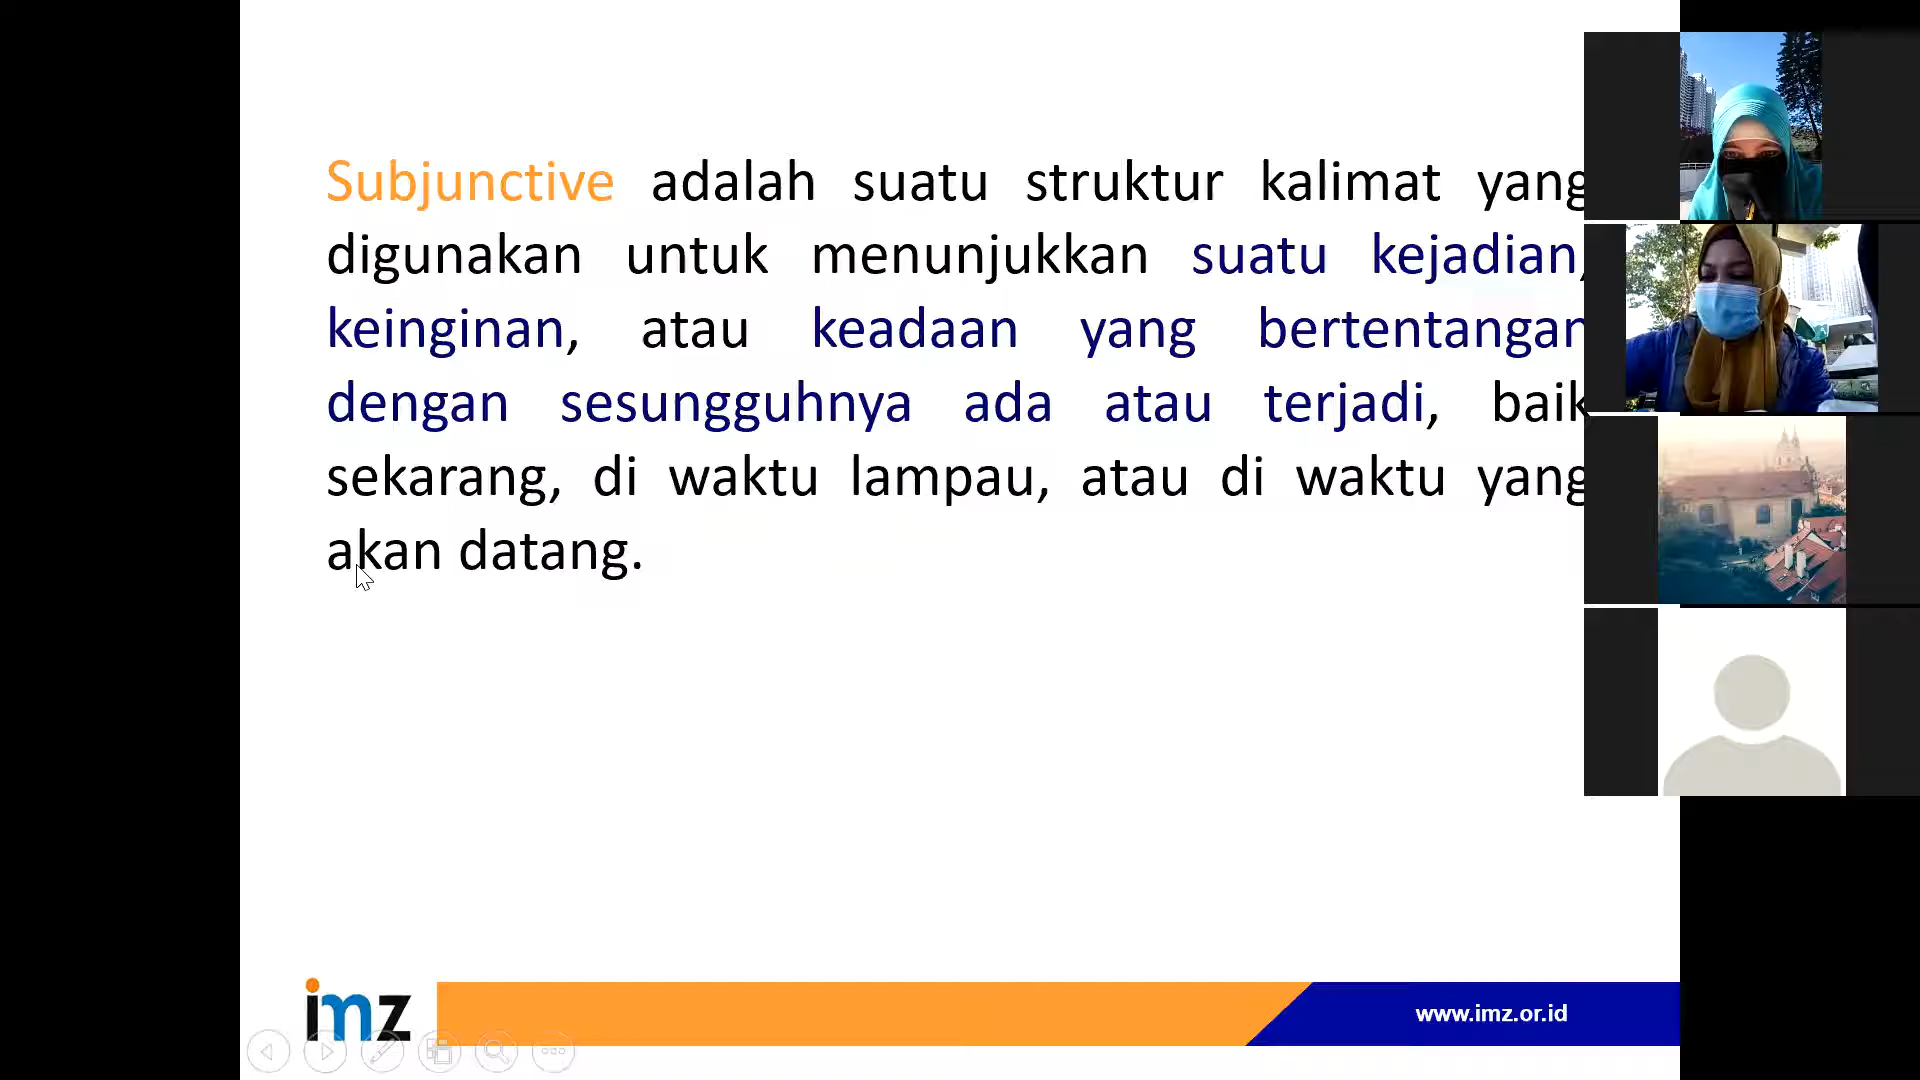 Subjunctive adalah suatu struktur kalimat yang
digunakan untuk menunjukkan suatu kejadian,
keinginan, atau keadaan yang bertentangan
dengan sesungguhnya ada atau terjadi, baik
sekarang, di waktu lampau, atau di waktu yang
akan datang.
imz
www.imz.or.id